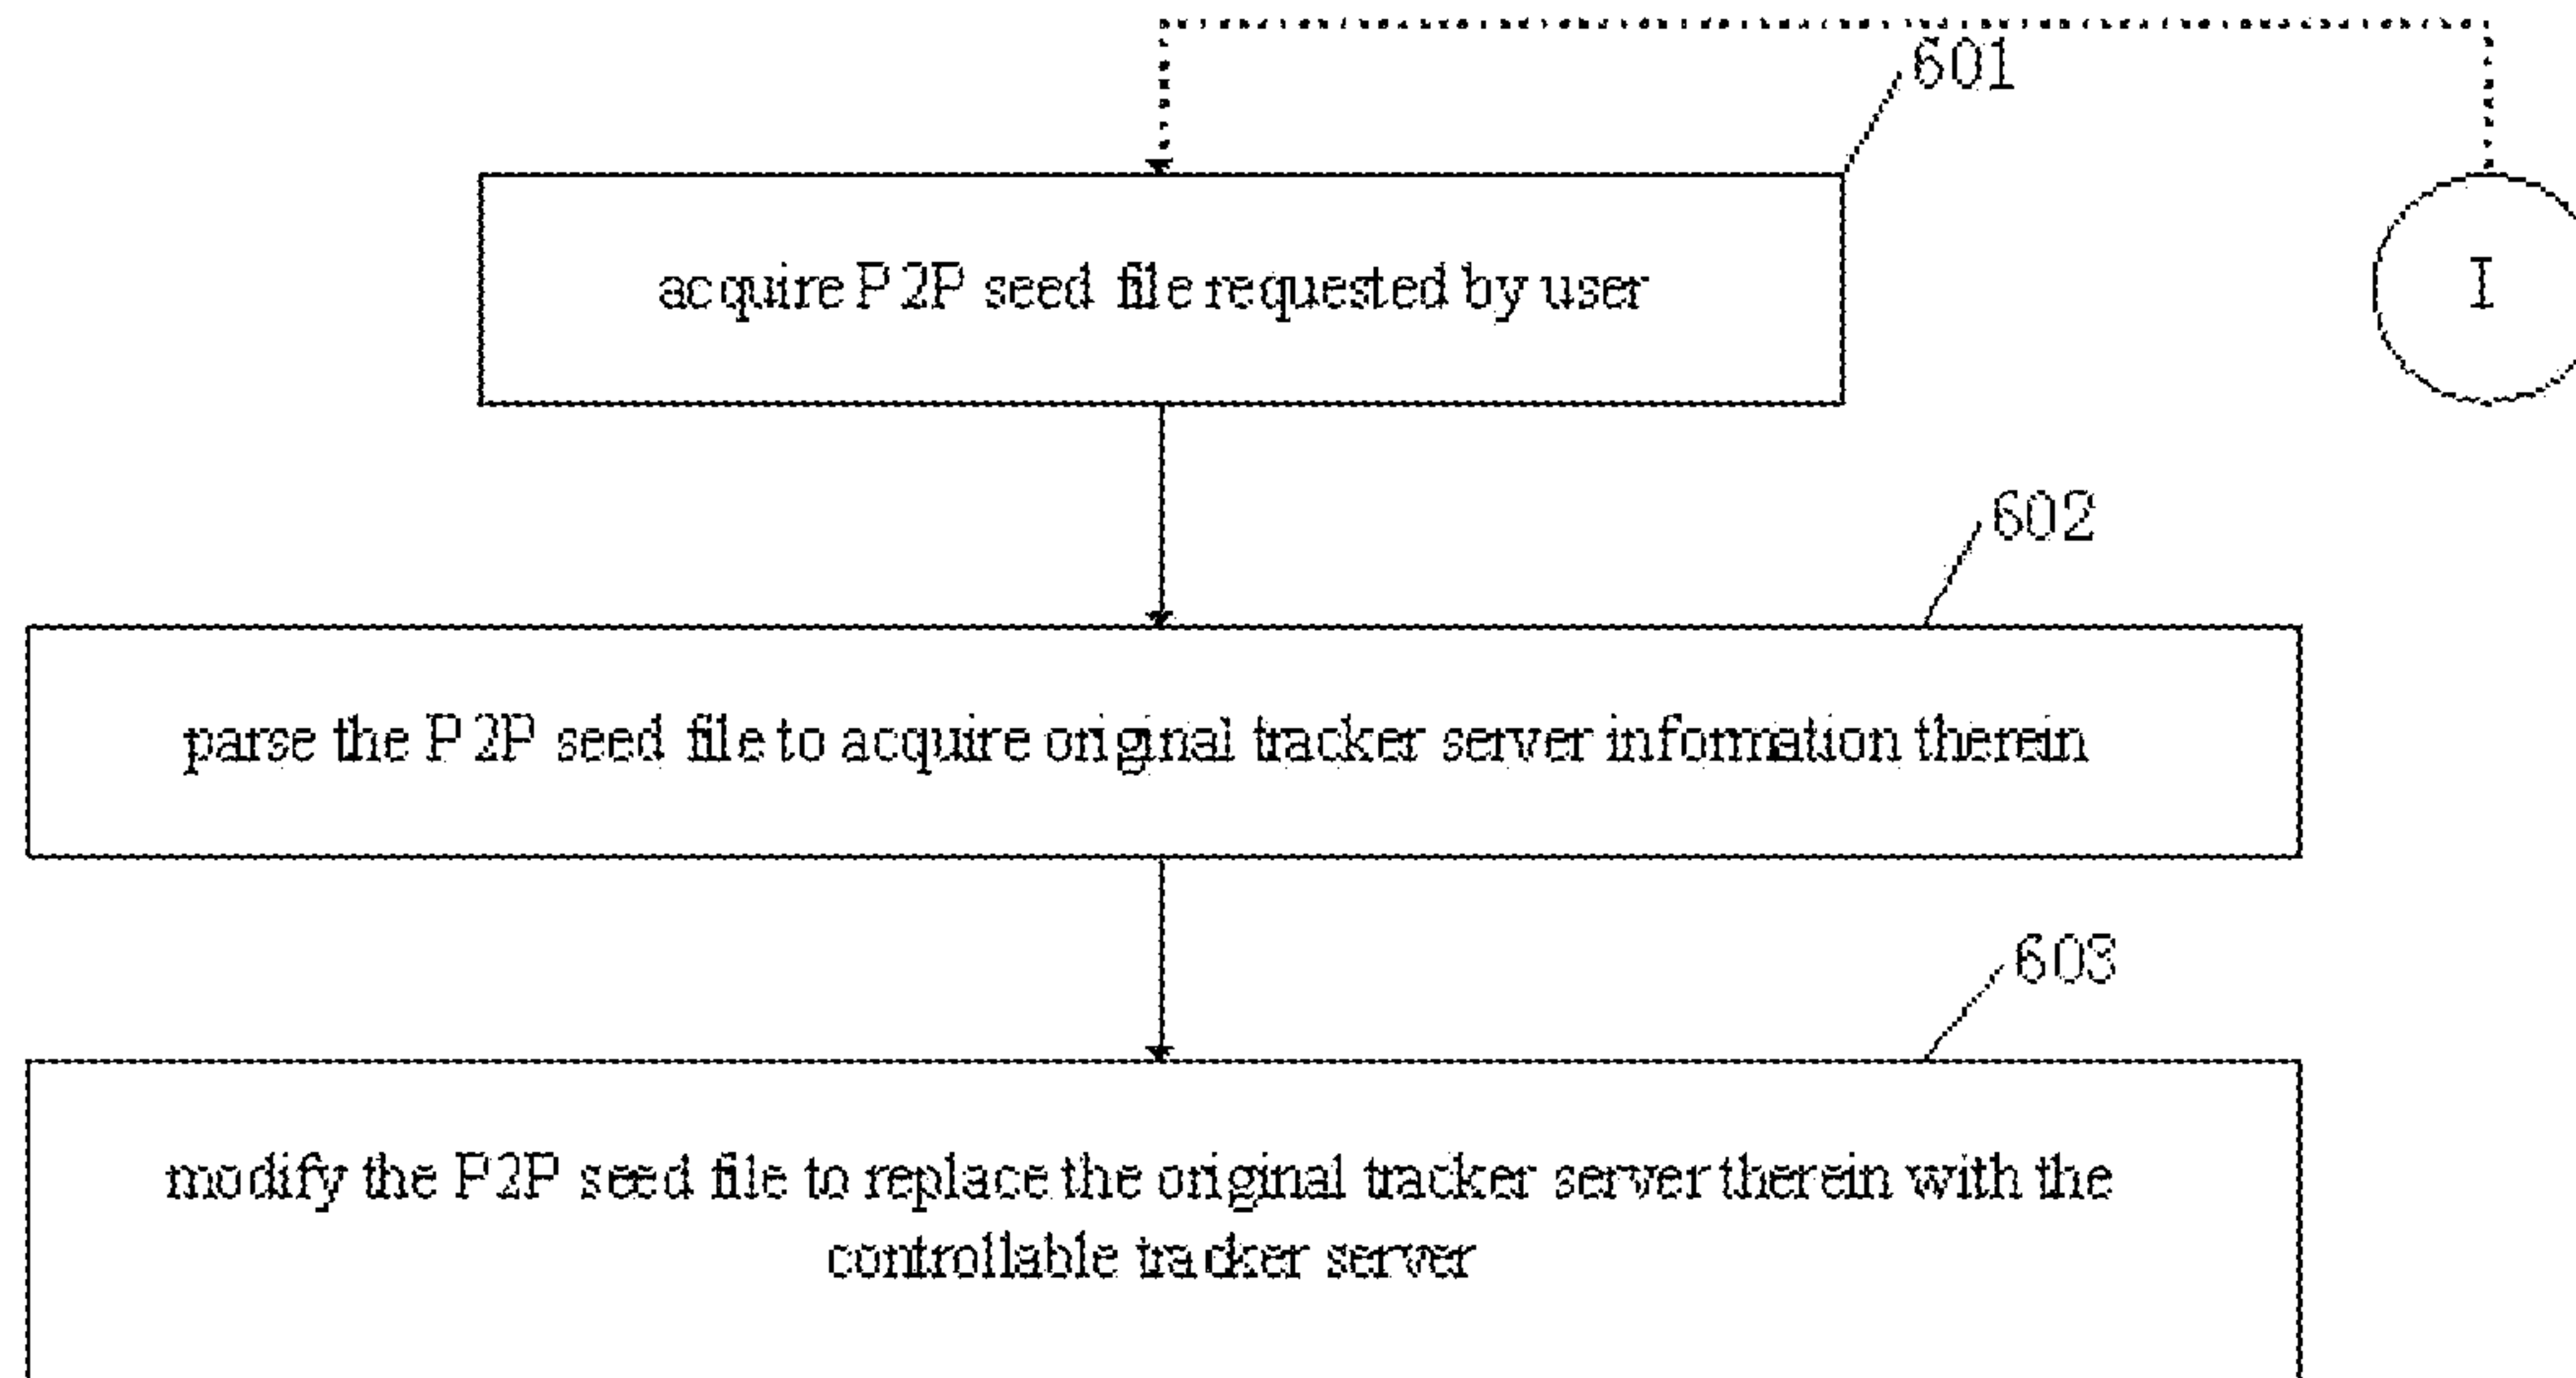 601
acquire P2P seed file requested by user
I
602
parse the P2P seed file to acquire original tracker server information therein
603
modify the P2P seed file to replace the original tracker server therein with the
controllable tracker server